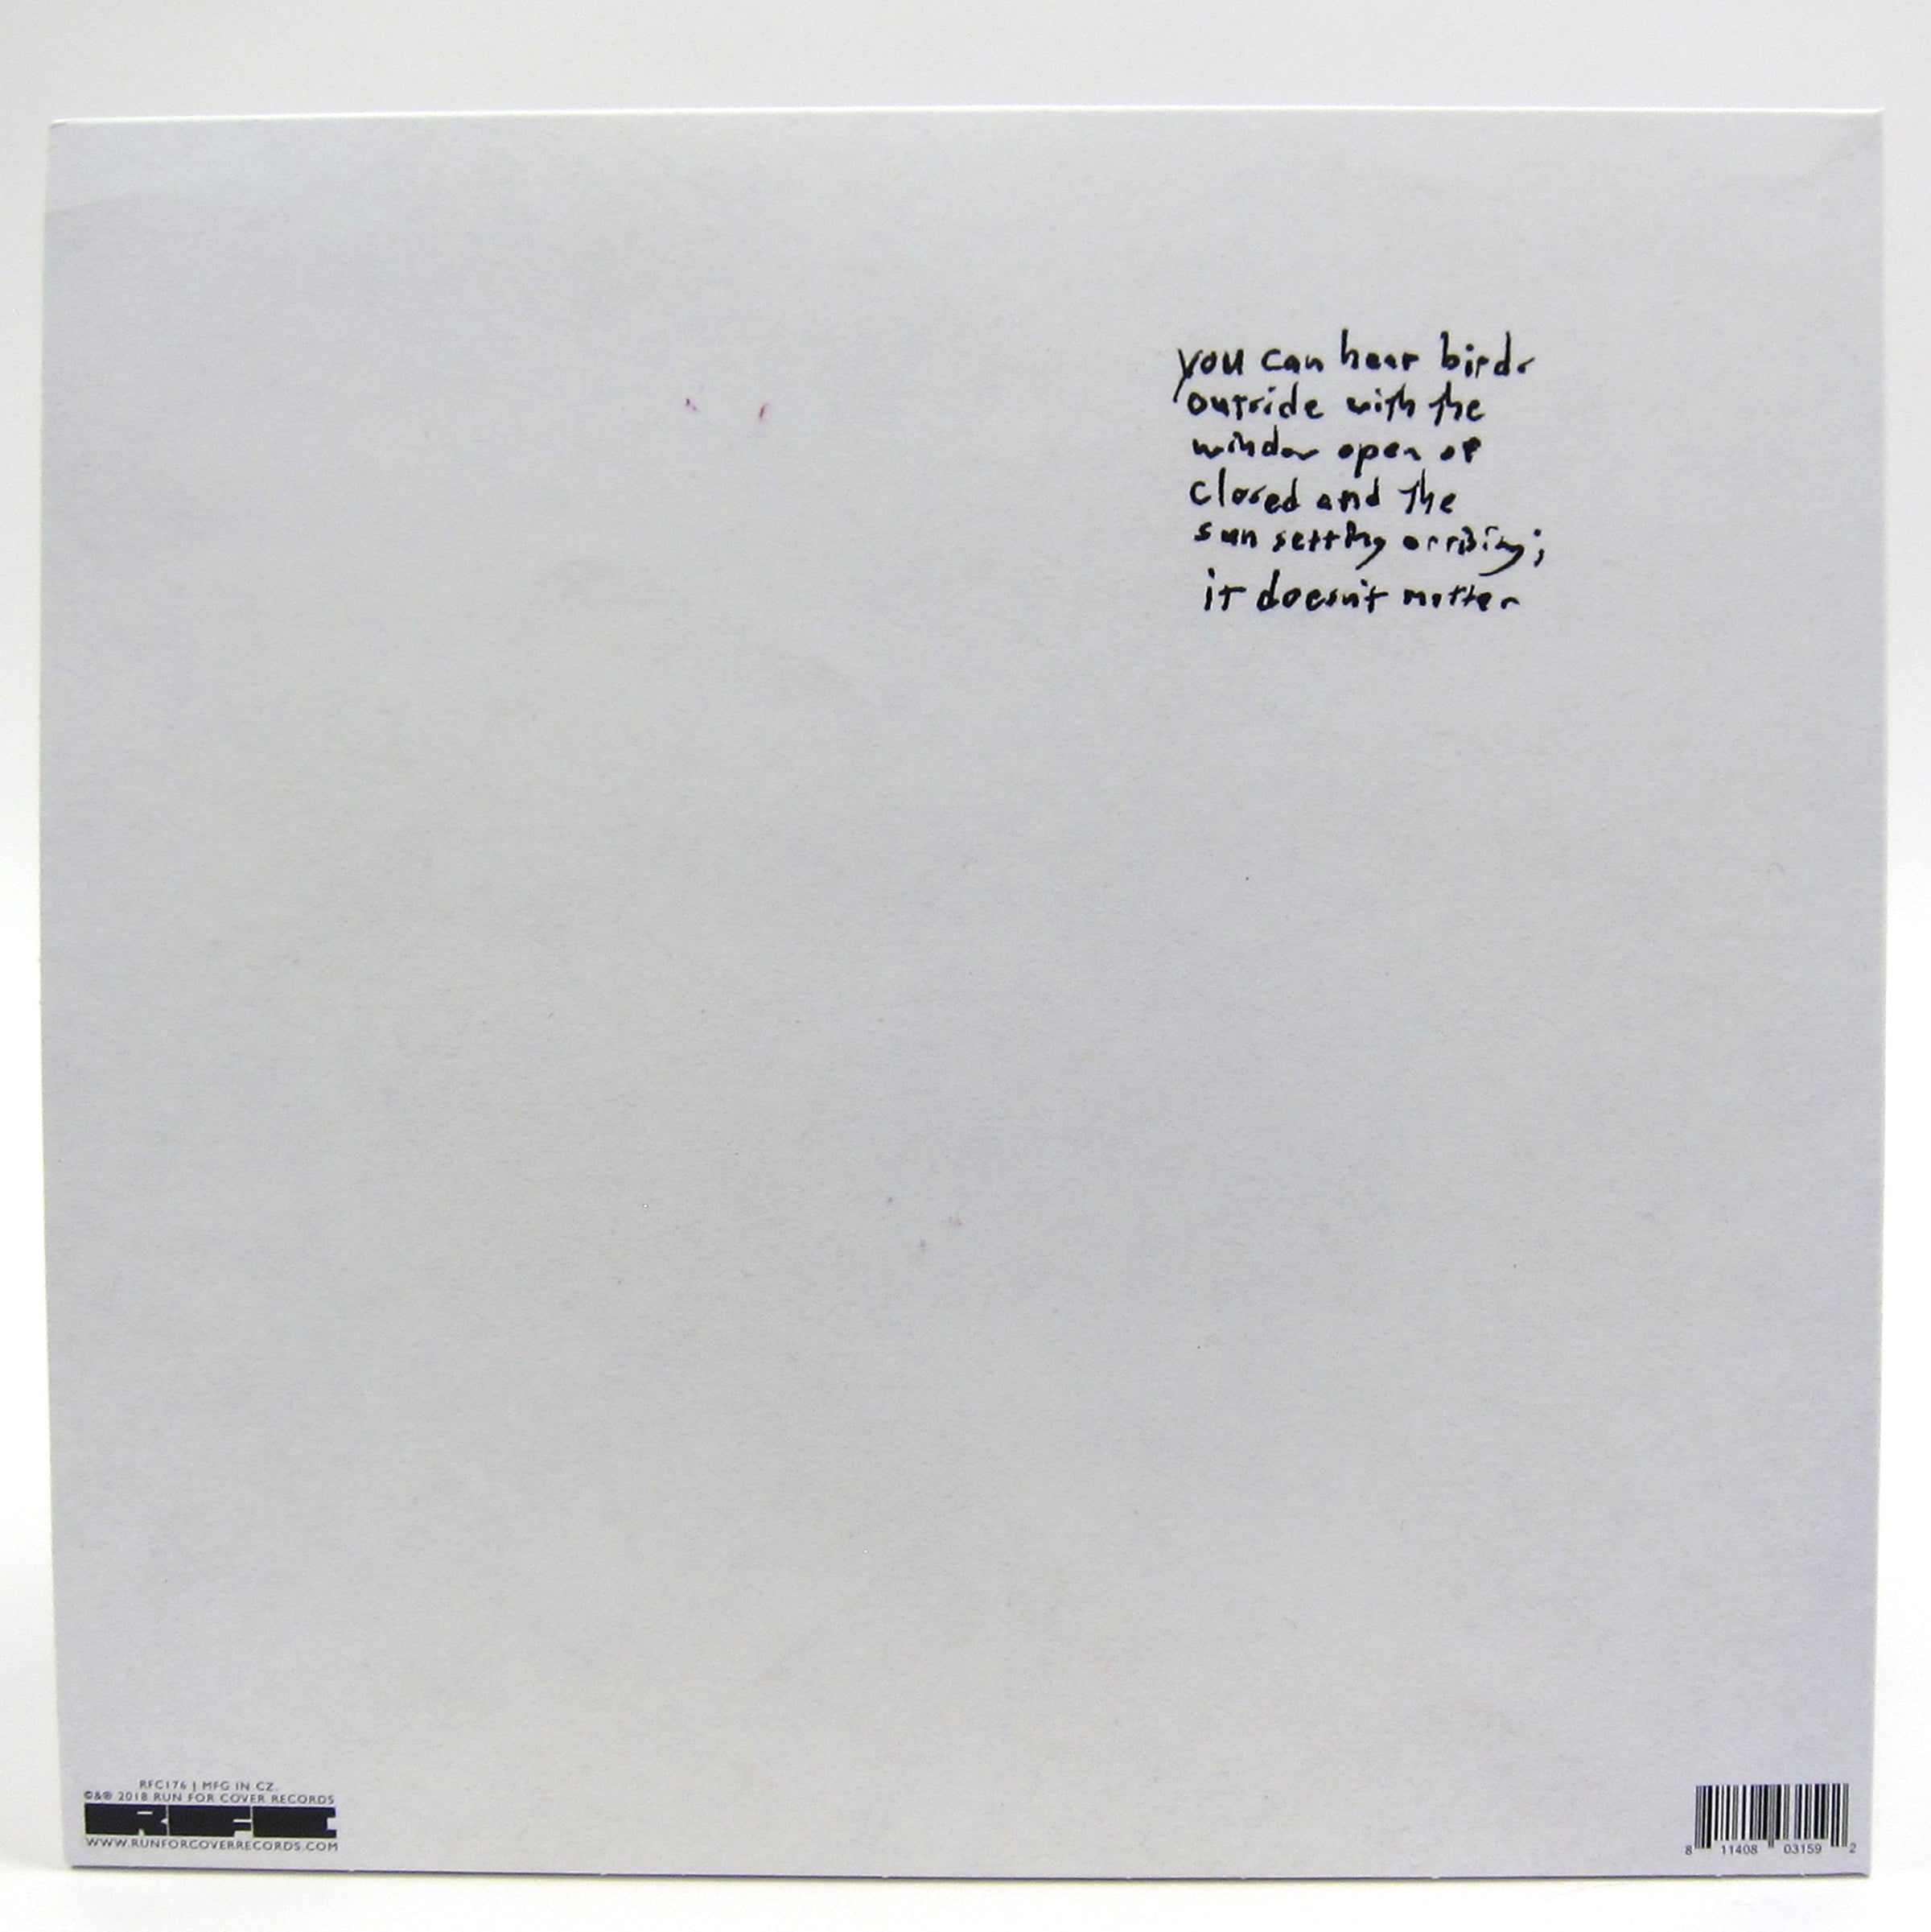 you can hear birds
outside with the
window open or
closed and the
sun setting or rising;
it doesn't matter
RFC176 | MFG IN CZ.
©&℗ 2018 RUN FOR COVER RECORDS
RFC
WWW.RUNFORCOVERRECORDS.COM
8 11408 03159 2